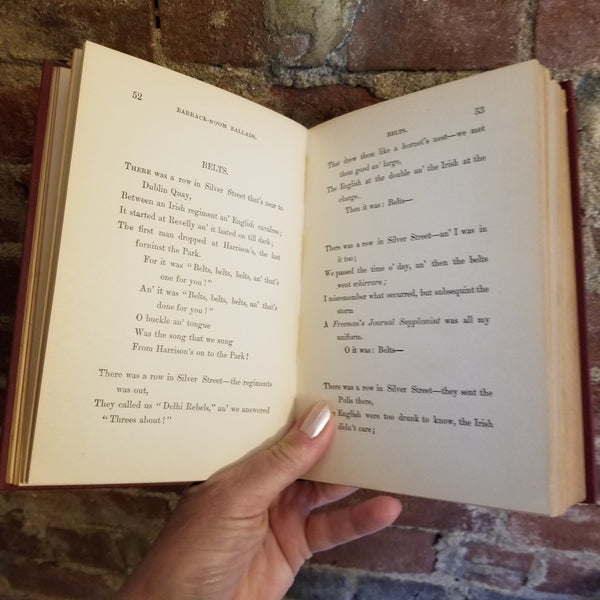 52
BARRACK-ROOM BALLADS.
BELTS.
THERE was a row in Silver Street that's near to
Dublin Quay,
Between an Irish regiment an' English cavalree;
It started at Revelly an' it lasted on till dark;
The first man dropped at Harrison's, the last
forninst the Park.
For it was "Belts, belts, belts, an' that's
one for you!"
An' it was "Belts, belts, belts, an' that's
done for you!"
O buckle an' tongue
Was the song that we sung
From Harrison's on to the Park!
There was a row in Silver Street—the regiments
was out,
They called us "Delhi Rebels," an' we answered
"Threes about!"
BELTS.
53
That drew them like a hornet's nest—we met
them good an' large,
The English at the double an' the Irish at the
charge.
Then it was: Belts—
There was a row in Silver Street—an' I was in
it too;
We passed the time o' day, an' then the belts
went whirraru;
I misremember what occurred, but subsequint the
storm
A Freeman's Journal Supplemint was all my
uniform.
O it was: Belts—
There was a row in Silver Street—they sent the
Polis there,
English were too drunk to know, the Irish
didn't care;